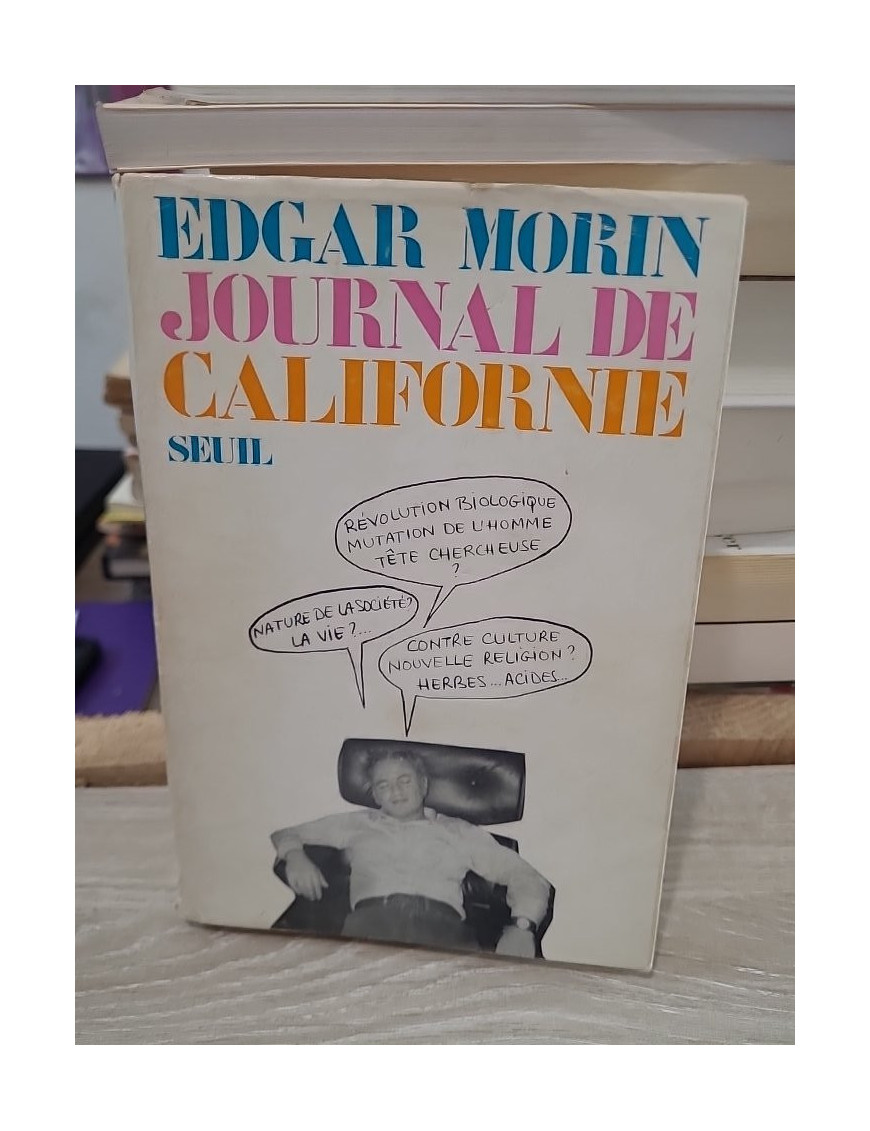 EDGAR MORIN
JOURNAL DE
CALIFORNIE
SEUIL
RÉVOLUTION BIOLOGIQUE
MUTATION DE L'HOMME
TÊTE CHERCHEUSE
?
NATURE DE LA SOCIÉTÉ?
LA VIE?...
CONTRE CULTURE
NOUVELLE RELIGION?
HERBES...ACIDES...